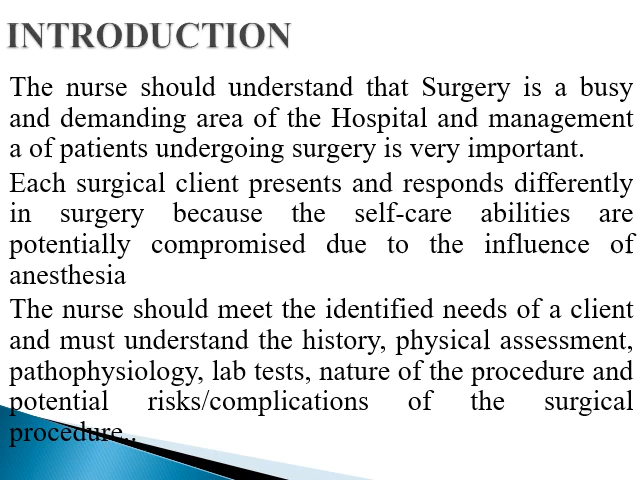 INTRODUCTION
The nurse should understand that Surgery is a busy
and demanding area of the Hospital and management
a of patients undergoing surgery is very important.
Each surgical client presents and responds differently
in surgery because the self-care abilities are
potentially compromised due to the influence of
anesthesia
The nurse should meet the identified needs of a client
and must understand the history, physical assessment,
pathophysiology, lab tests, nature of the procedure and
potential risks/complications of the surgical
procedure..